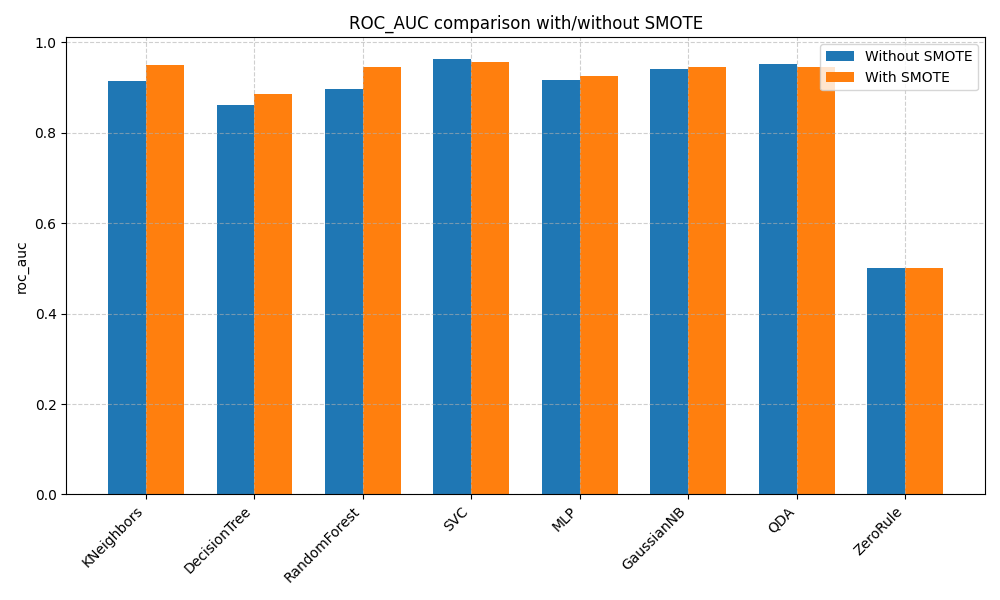 ROC_AUC comparison with/without SMOTE
Without SMOTE
With SMOTE
roc_auc
1.0
0.8
0.6
0.4
0.2
0.0
KNeighbors
DecisionTree
RandomForest
SVC
MLP
GaussianNB
QDA
ZeroRule